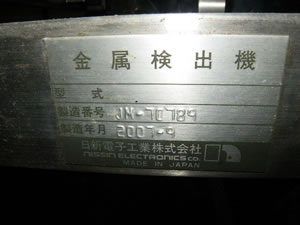 金属検出機
型式
製造番号 JN-70789
製造年月 2007-9
日新電子工業株式会社
NISSIN ELECTRONICS CO.
MADE IN JAPAN